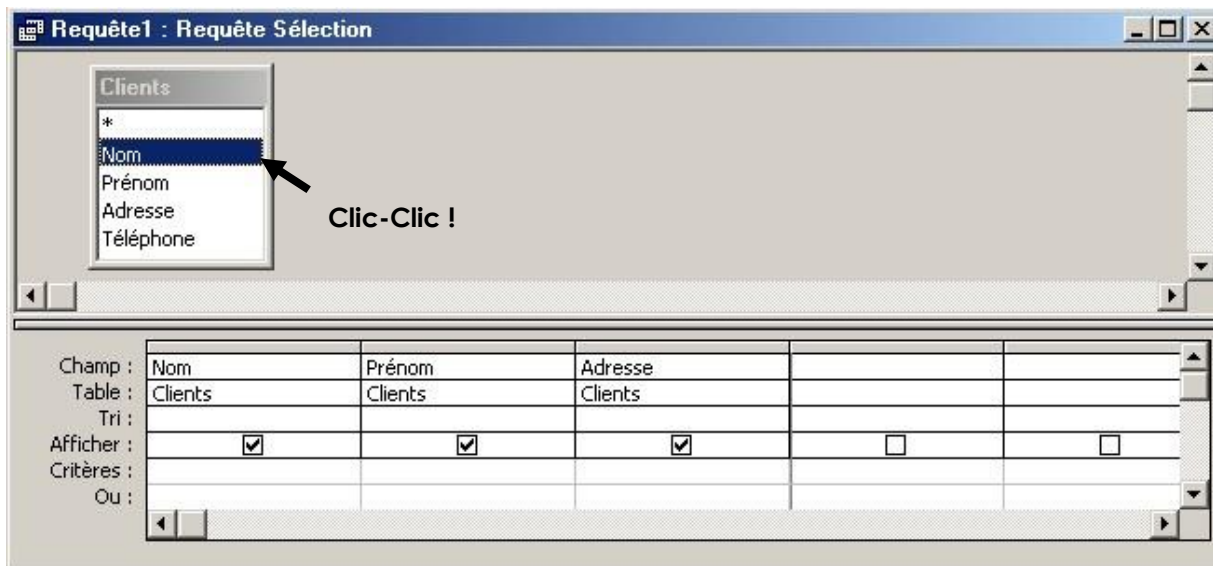 Requête1 : Requête Sélection
Clients
*
Nom
Prénom
Adresse
Téléphone
Clic-Clic !
Champ : Nom Prénom Adresse
Table : Clients Clients Clients
Tri :
Afficher :
Critères :
Ou :